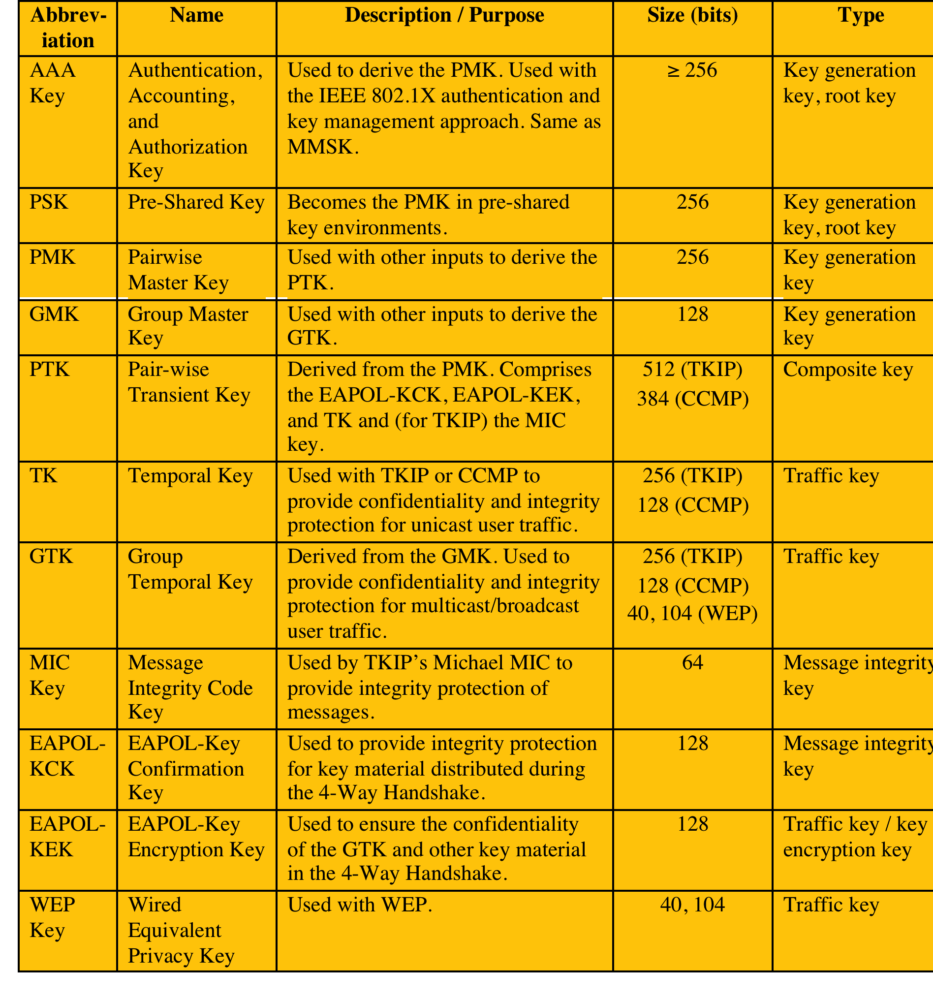 Abbrev-
iation
Name
Description / Purpose
Size (bits)
Type
AAA
Key
Authentication,
Accounting,
and
Authorization
Key
Used to derive the PMK. Used with
the IEEE 802.1X authentication and
key management approach. Same as
MMSK.
≥ 256
Key generation
key, root key
PSK
Pre-Shared Key
Becomes the PMK in pre-shared
key environments.
256
Key generation
key, root key
PMK
Pairwise
Master Key
Used with other inputs to derive the
PTK.
256
Key generation
key
GMK
Group Master
Key
Used with other inputs to derive the
GTK.
128
Key generation
key
PTK
Pair-wise
Transient Key
Derived from the PMK. Comprises
the EAPOL-KCK, EAPOL-KEK,
and TK and (for TKIP) the MIC
key.
512 (TKIP)
384 (CCMP)
Composite key
TK
Temporal Key
Used with TKIP or CCMP to
provide confidentiality and integrity
protection for unicast user traffic.
256 (TKIP)
128 (CCMP)
Traffic key
GTK
Group
Temporal Key
Derived from the GMK. Used to
provide confidentiality and integrity
protection for multicast/broadcast
user traffic.
256 (TKIP)
128 (CCMP)
40, 104 (WEP)
Traffic key
MIC
Key
Message
Integrity Code
Key
Used by TKIP’s Michael MIC to
provide integrity protection of
messages.
64
Message integrity
key
EAPOL-
KCK
EAPOL-Key
Confirmation
Key
Used to provide integrity protection
for key material distributed during
the 4-Way Handshake.
128
Message integrity
key
EAPOL-
KEK
EAPOL-Key
Encryption Key
Used to ensure the confidentiality
of the GTK and other key material
in the 4-Way Handshake.
128
Traffic key / key
encryption key
WEP
Key
Wired
Equivalent
Privacy Key
Used with WEP.
40, 104
Traffic key